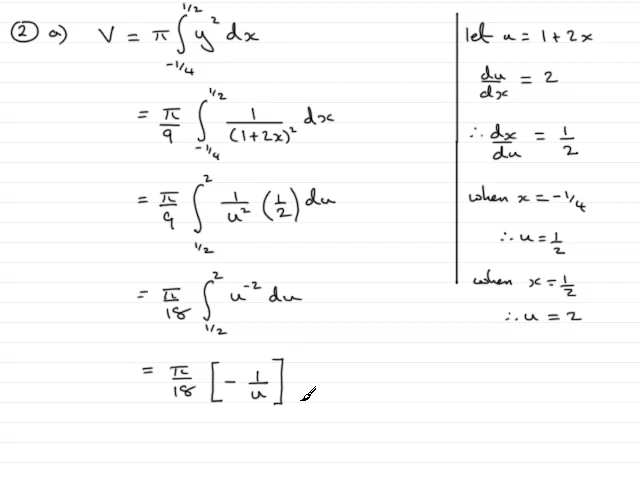 ② a) V = π ∫_{-1/4}^{1/2} y² dx
= π/9 ∫_{-1/4}^{1/2} 1/(1+2x)² dx
= π/9 ∫_{1/2}^{2} 1/u² (1/2) du
= π/18 ∫_{1/2}^{2} u⁻² du
= π/18 [- 1/u]
let u = 1+2x
du/dx = 2
∴ dx/du = 1/2
when x = -1/4
∴ u = 1/2
when x = 1/2
∴ u = 2